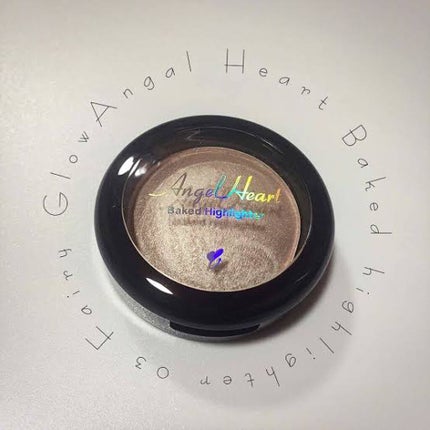 Angal Heart Baked highlighter 03 Fairy Glow
Angel Heart
Baked Highlighter